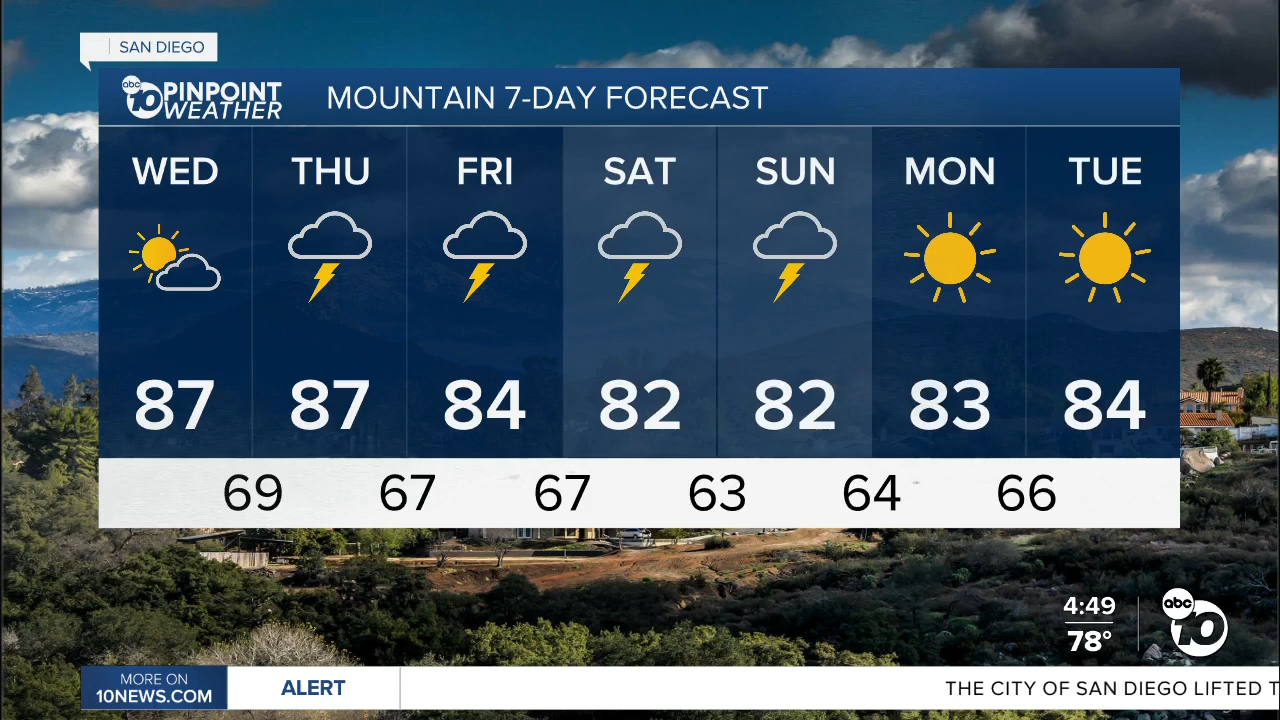 SAN DIEGO
abc 10 PINPOINT WEATHER
MOUNTAIN 7-DAY FORECAST
WED THU FRI SAT SUN MON TUE
87 87 84 82 82 83 84
69 67 67 63 64 66
4:49
78°
abc 10
MORE ON
10NEWS.COM
ALERT
THE CITY OF SAN DIEGO LIFTED T